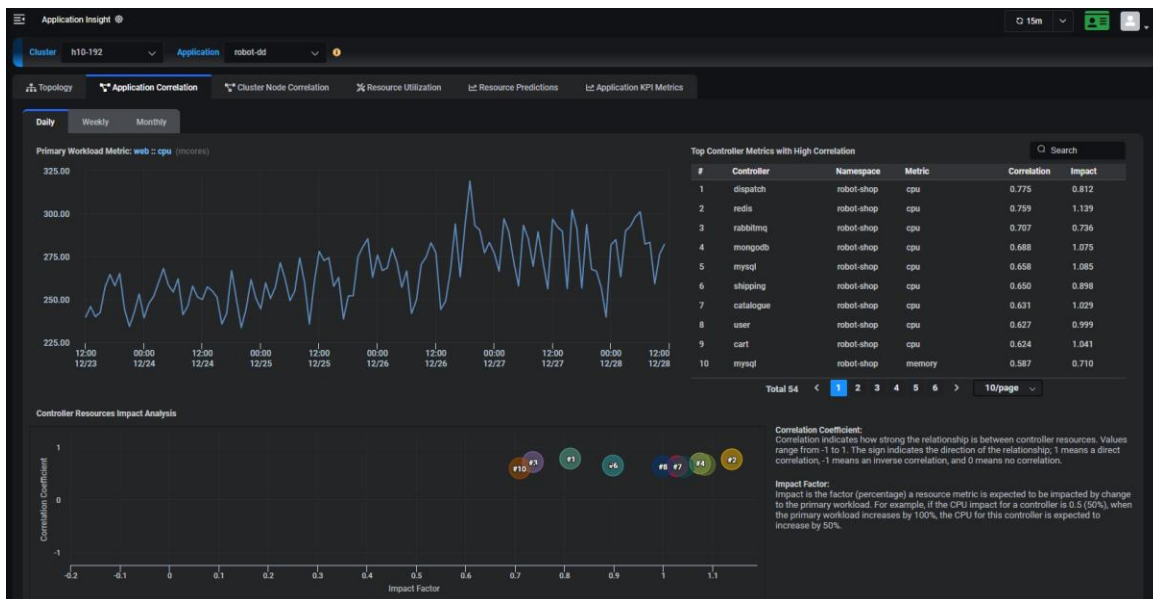 Application Insight
15m
Cluster h10-192 Application robot-dd
Topology Application Correlation Cluster Node Correlation Resource Utilization Resource Predictions Application KPI Metrics
Daily Weekly Monthly
Primary Workload Metric: web :: cpu (mcores)
325.00
300.00
275.00
250.00
225.00
12:00 00:00 12:00 00:00 12:00 00:00 12:00 00:00 12:00 00:00 12:00
12/23 12/24 12/24 12/25 12/25 12/26 12/26 12/27 12/27 12/28 12/28
Top Controller Metrics with High Correlation
Search
# Controller Namespace Metric Correlation Impact
1 dispatch robot-shop cpu 0.775 0.812
2 redis robot-shop cpu 0.759 1.139
3 rabbitmq robot-shop cpu 0.707 0.736
4 mongodb robot-shop cpu 0.688 1.075
5 mysql robot-shop cpu 0.658 1.085
6 shipping robot-shop cpu 0.650 0.898
7 catalogue robot-shop cpu 0.631 1.029
8 user robot-shop cpu 0.627 0.999
9 cart robot-shop cpu 0.624 1.041
10 mysql robot-shop memory 0.587 0.710
Total 54 < 1 2 3 4 5 6 > 10/page
Controller Resources Impact Analysis
Correlation Coefficient
1
0
-1
#10 #3 #1 #6 #8 #7 #4 #2
-0.2 -0.1 0 0.1 0.2 0.3 0.4 0.5 0.6 0.7 0.8 0.9 1 1.1
Impact Factor
Correlation Coefficient:
Correlation indicates how strong the relationship is between controller resources. Values
range from -1 to 1. The sign indicates the direction of the relationship; 1 means a direct
correlation, -1 means an inverse correlation, and 0 means no correlation.
Impact Factor:
Impact is the factor (percentage) a resource metric is expected to be impacted by change
to the primary workload. For example, if the CPU impact for a controller is 0.5 (50%), when
the primary workload increases by 100%, the CPU for this controller is expected to
increase by 50%.